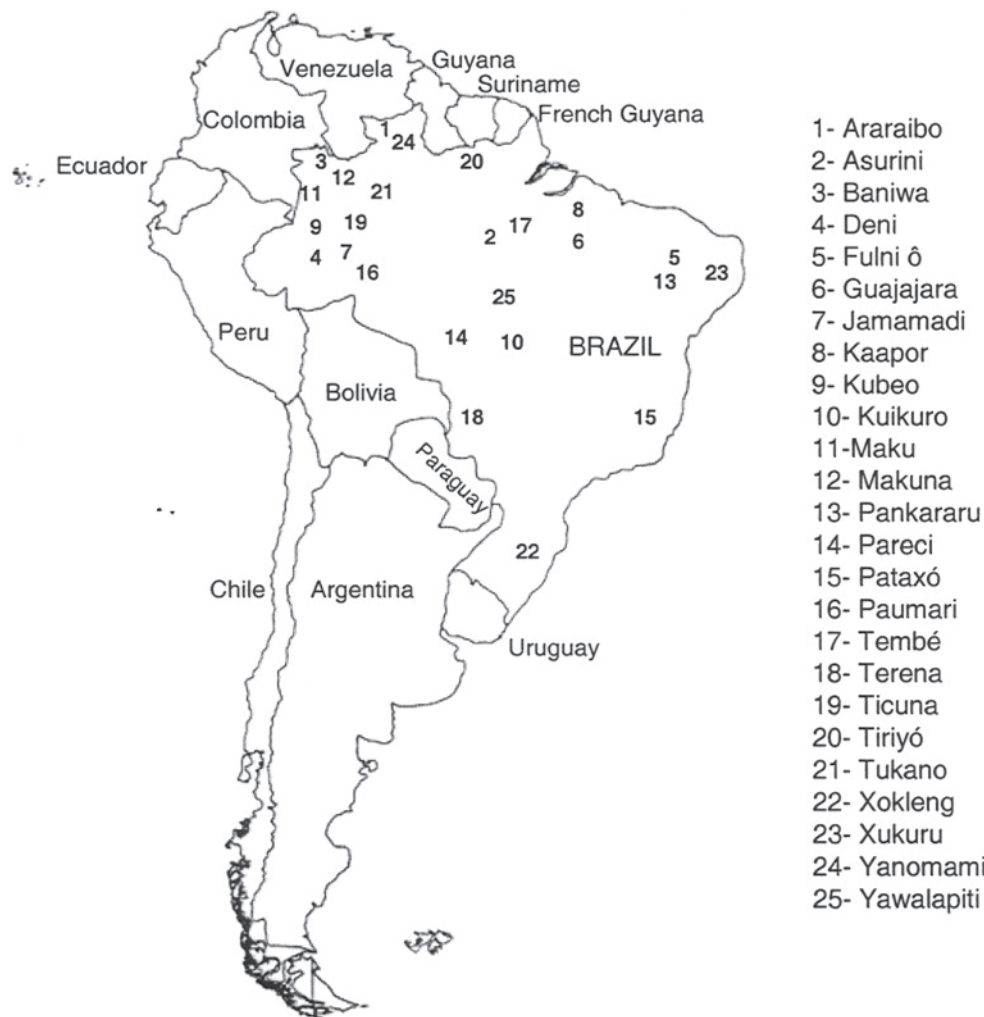 Venezuela
Guyana
Suriname
French Guyana
Colombia
Ecuador
1
24
3
12
20
11
21
9
19
8
17
2
6
4
7
16
5
13
23
25
Peru
14
10
BRAZIL
Bolivia
18
15
Paraguay
22
Chile
Argentina
Uruguay
1- Araraibo
2- Asurini
3- Baniwa
4- Deni
5- Fulni ô
6- Guajajara
7- Jamamadi
8- Kaapor
9- Kubeo
10- Kuikuro
11-Maku
12- Makuna
13- Pankararu
14- Pareci
15- Pataxó
16- Paumari
17- Tembé
18- Terena
19- Ticuna
20- Tiriyó
21- Tukano
22- Xokleng
23- Xukuru
24- Yanomami
25- Yawalapiti